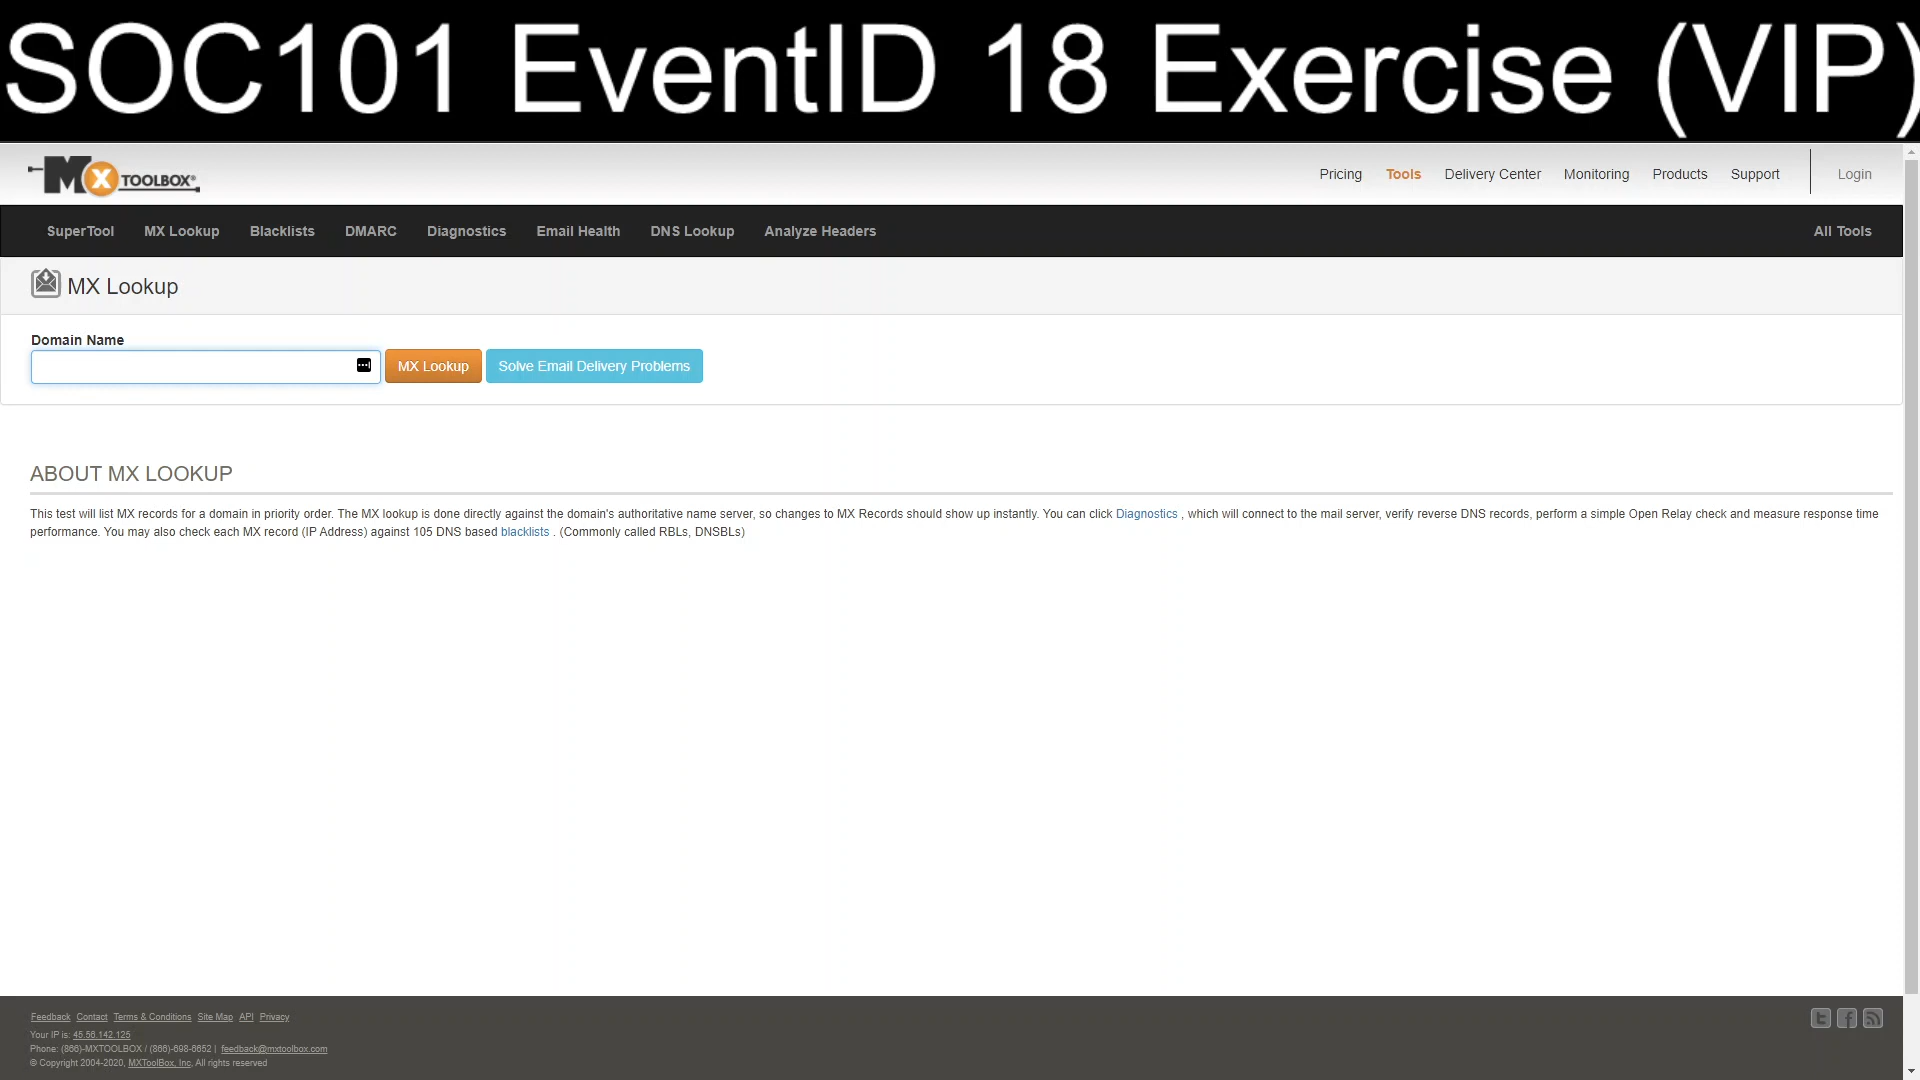 SOC101 EventID 18 Exercise (VIP)
MX TOOLBOX®
Pricing Tools Delivery Center Monitoring Products Support Login
SuperTool MX Lookup Blacklists DMARC Diagnostics Email Health DNS Lookup Analyze Headers All Tools
MX Lookup
Domain Name
MX Lookup Solve Email Delivery Problems
ABOUT MX LOOKUP
This test will list MX records for a domain in priority order. The MX lookup is done directly against the domain's authoritative name server, so changes to MX Records should show up instantly. You can click Diagnostics , which will connect to the mail server, verify reverse DNS records, perform a simple Open Relay check and measure response time
performance. You may also check each MX record (IP Address) against 105 DNS based blacklists . (Commonly called RBLs, DNSBLs)
Feedback Contact Terms & Conditions Site Map API Privacy
Your IP is: 45.56.142.125
Phone: (866)-MXTOOLBOX / (866)-698-6652 | feedback@mxtoolbox.com
© Copyright 2004-2020, MXToolBox, Inc, All rights reserved